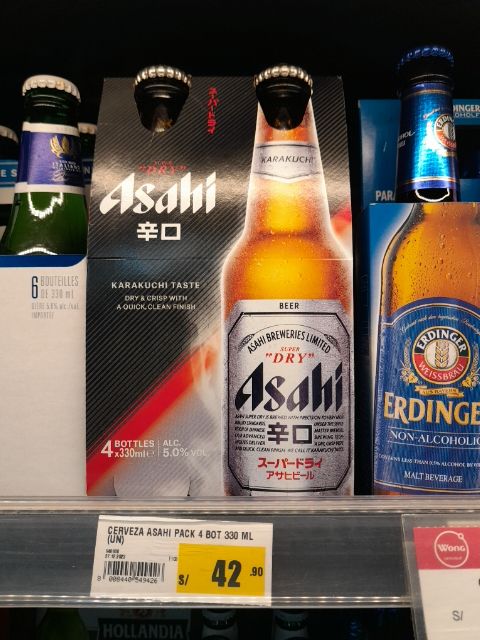 スーパードライ
SUPER
"DRY"
Asahi
辛口
KARAKUCHI TASTE
DRY & CRISP WITH
A QUICK, CLEAN FINISH
4 BOTTLES
x330ml e
ALC.
5.0% VOL
KARAKUCHI
BEER
ASAHI BREWERIES LIMITED
SUPER
"DRY"
Asahi
辛口
スーパードライ
アサヒビール
6 BOUTEILLES
DE 330 ml
ERDINGER
WEISSBRÄU
ERDINGE
NON-ALCOHOLIC
MALT BEVERAGE
CERVEZA ASAHI PACK 4 BOT 330 ML
(UN)
S/ 42 .90
Wong
S/
HOLLANDIA